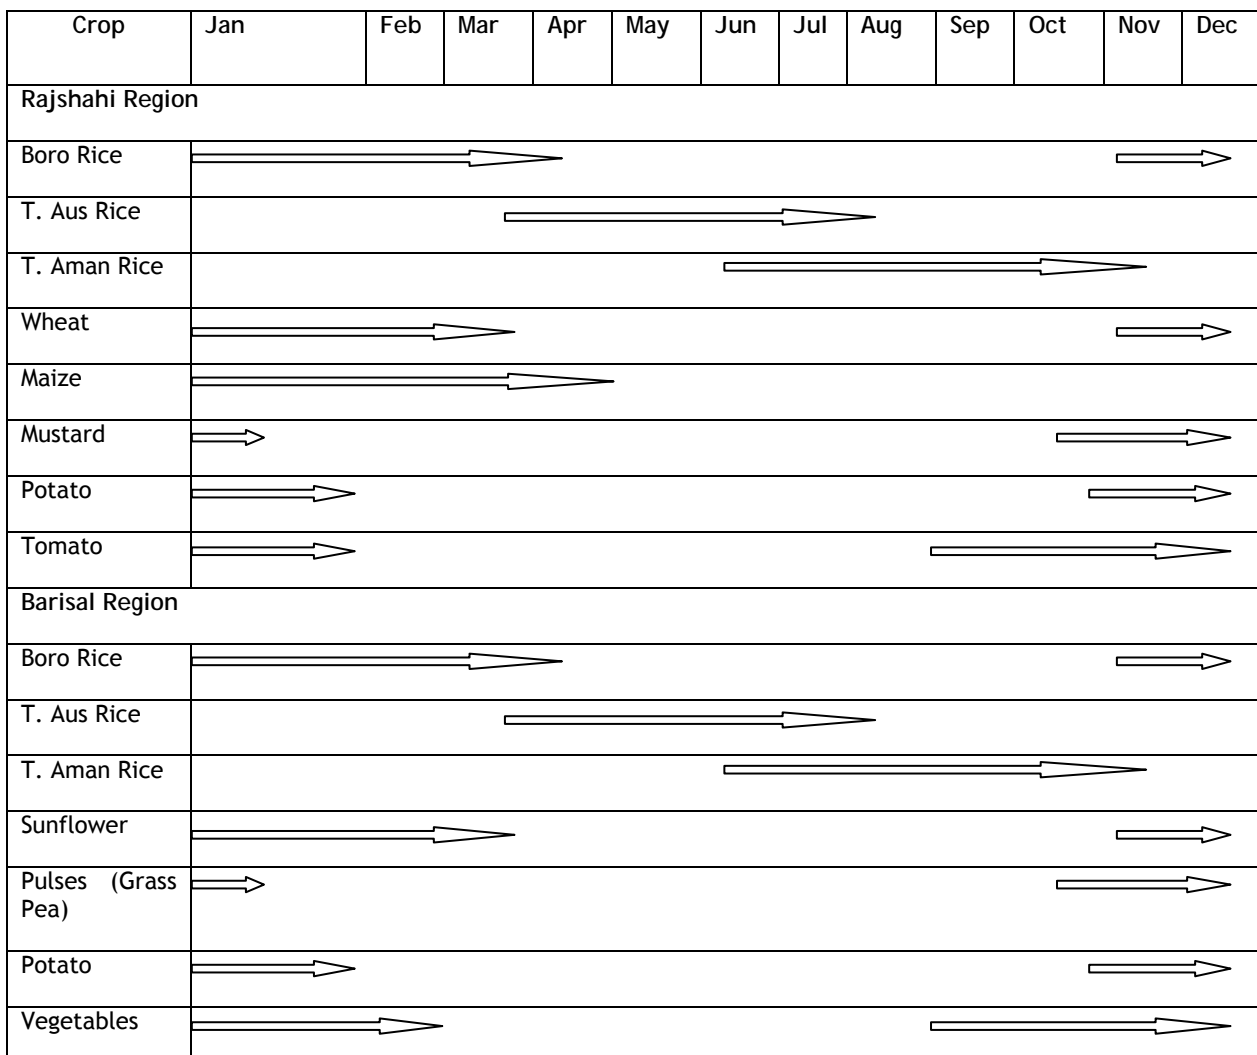 Crop Jan Feb Mar Apr May Jun Jul Aug Sep Oct Nov Dec
Rajshahi Region
Boro Rice
T. Aus Rice
T. Aman Rice
Wheat
Maize
Mustard
Potato
Tomato
Barisal Region
Boro Rice
T. Aus Rice
T. Aman Rice
Sunflower
Pulses (Grass
Pea)
Potato
Vegetables